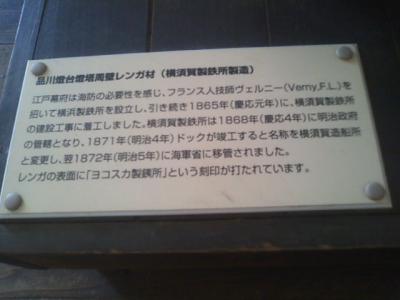 品川燈台燈塔周壁レンガ材（横須賀製鉄所製造）
江戸幕府は海防の必要性を感じ、フランス人技師ヴェルニー（Verny,F.L.）を
招いて横浜製鉄所を設立し、引き続き1865年（慶応元年）に、横須賀製鉄所
の建設工事に着工しました。横須賀製鉄所は1868年（慶応4年）に明治政府
の管轄となり、1871年（明治4年）ドックが竣工すると名称を横須賀造船所
と変更し、翌1872年（明治5年）に海軍省に移管されました。
レンガの表面に「ヨコスカ製銕所」という刻印が打たれています。